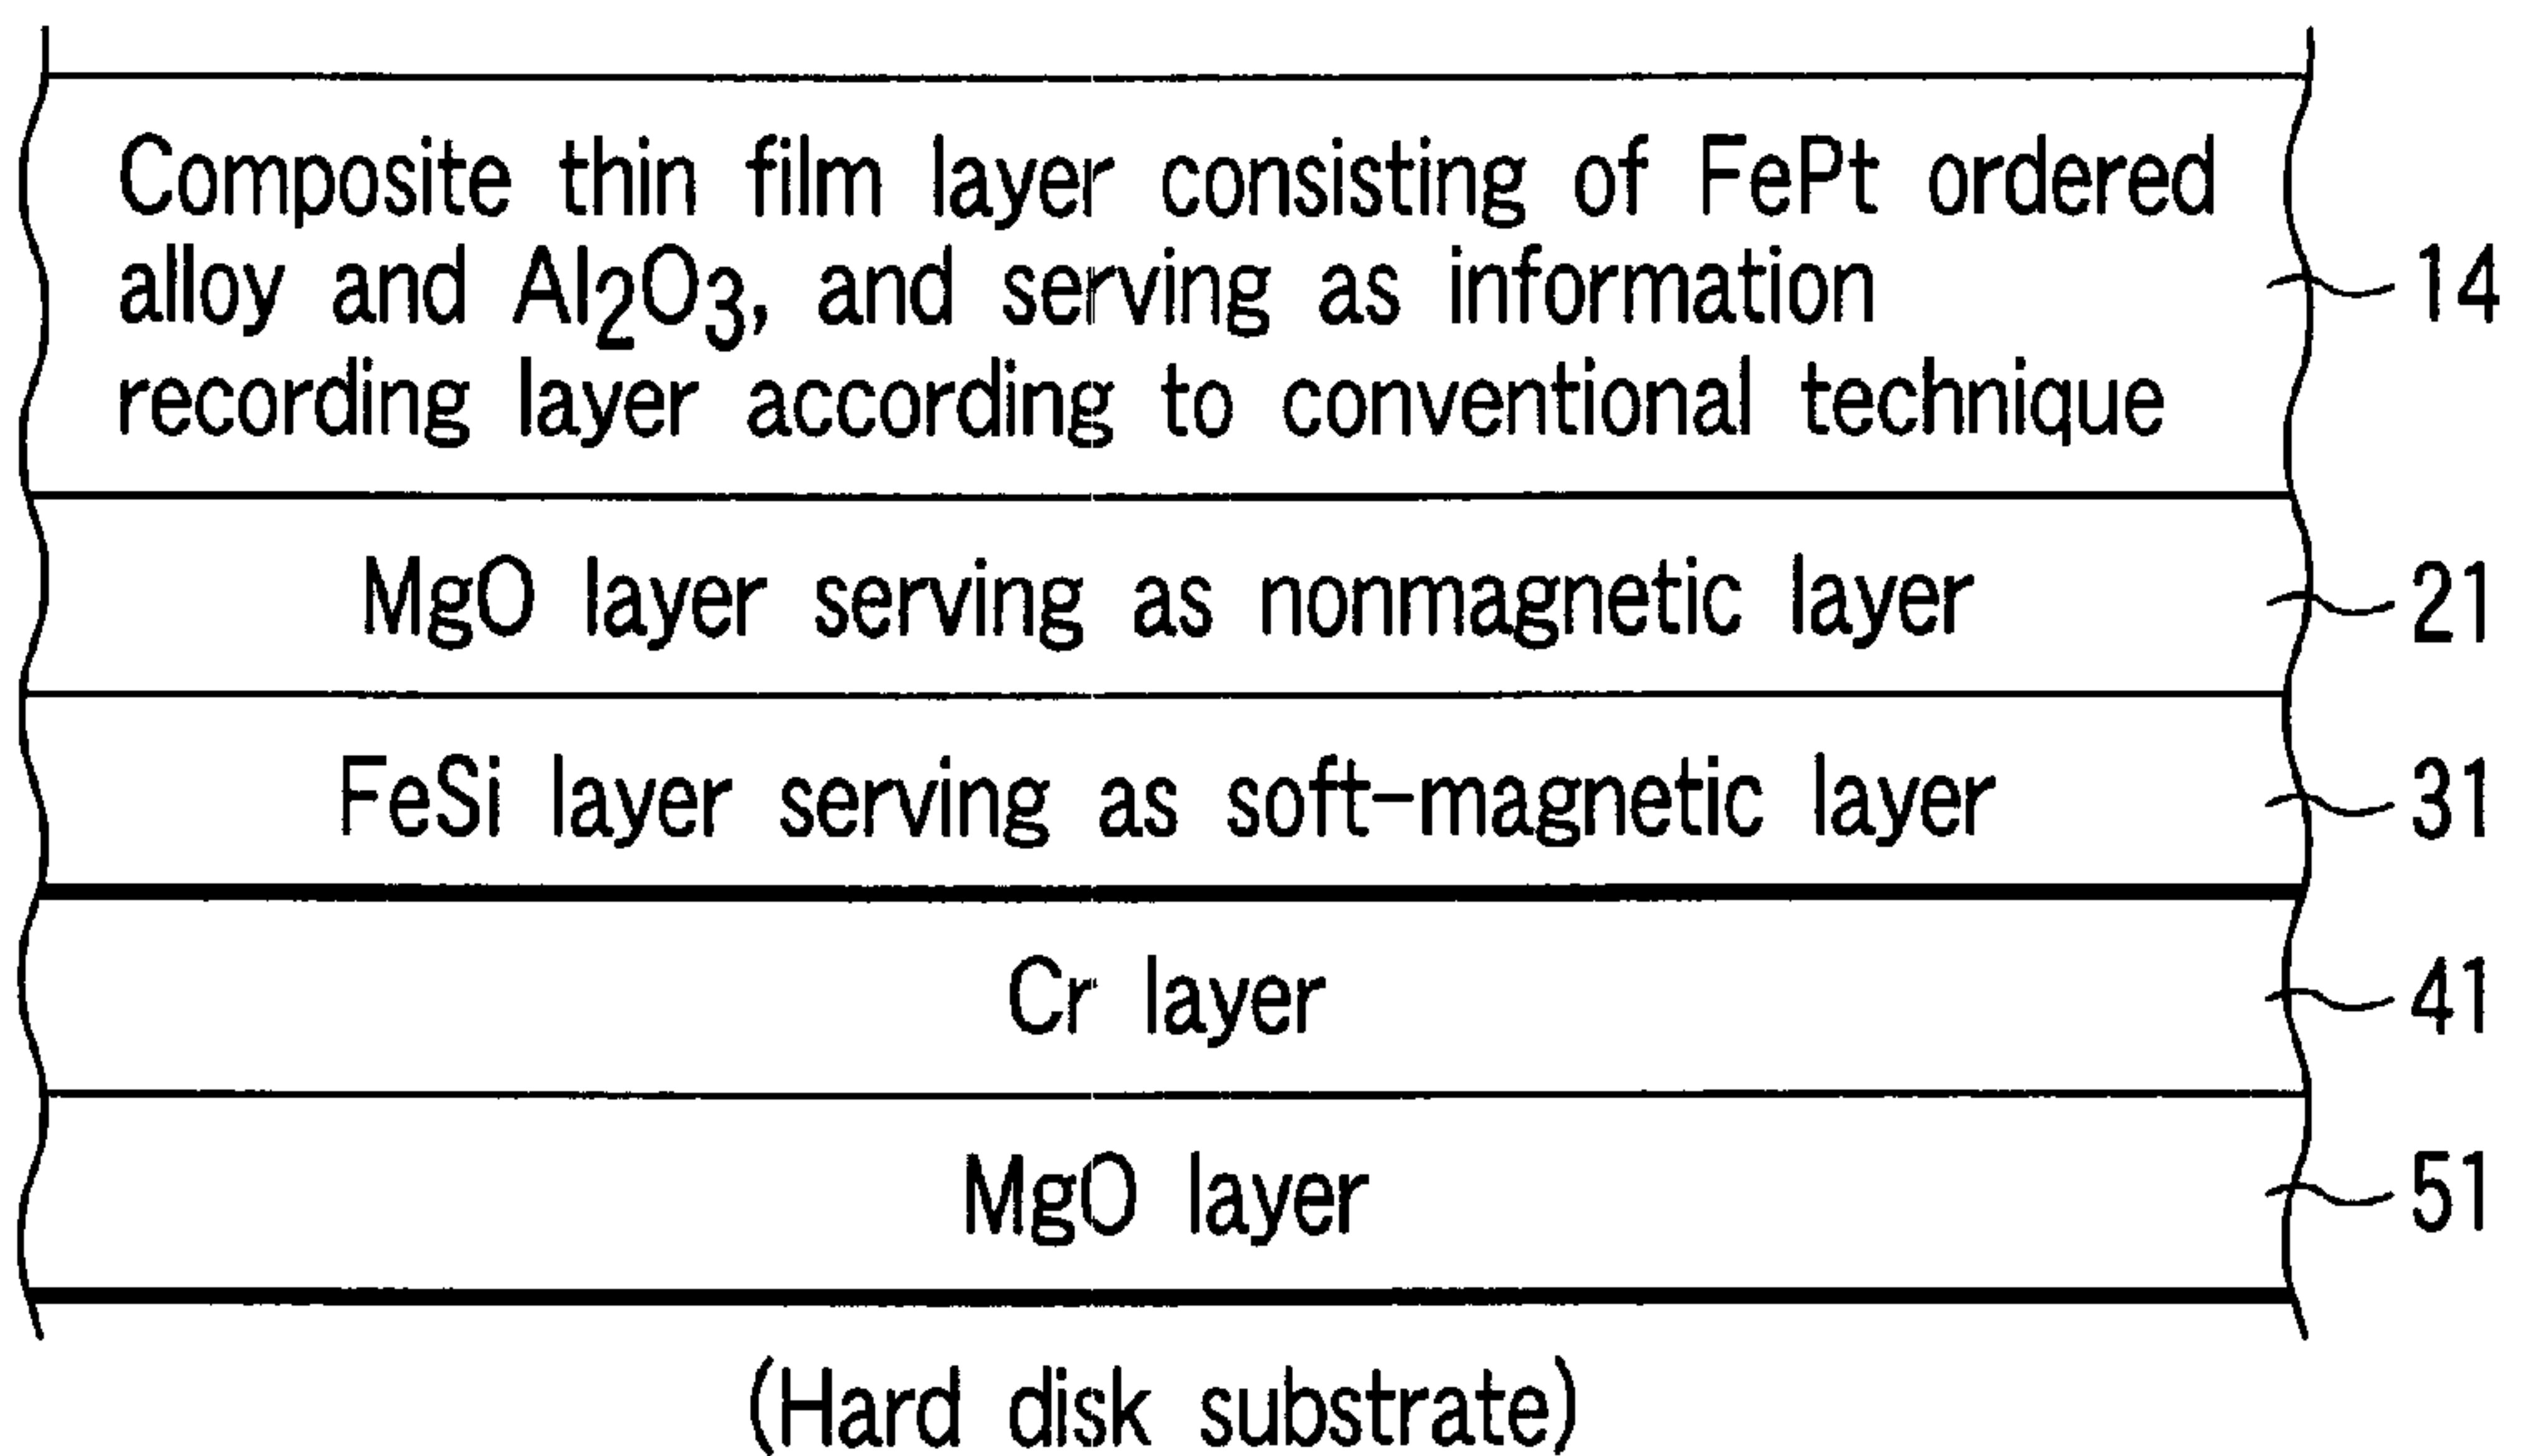 Composite thin film layer consisting of FePt ordered
alloy and Al₂O₃, and serving as information
recording layer according to conventional technique
14
MgO layer serving as nonmagnetic layer
21
FeSi layer serving as soft-magnetic layer
31
Cr layer
41
MgO layer
51
(Hard disk substrate)